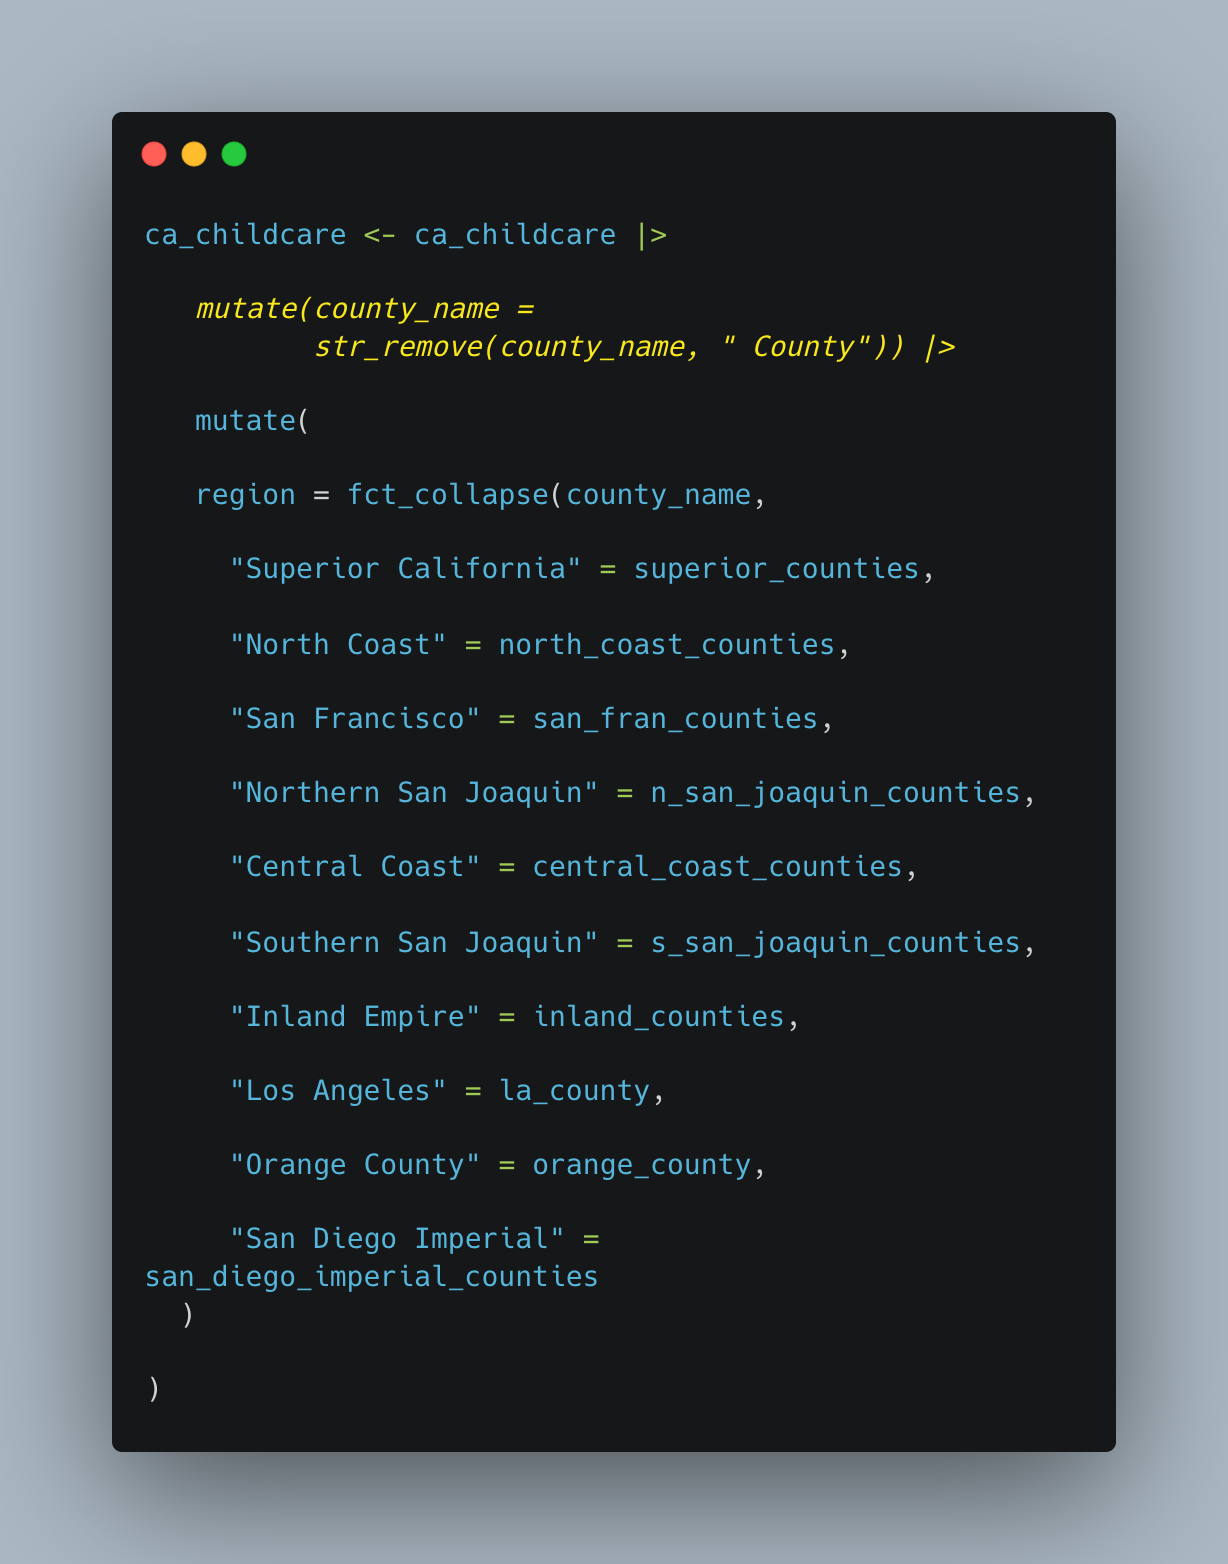 ca_childcare <- ca_childcare |>
mutate(county_name =
str_remove(county_name, " County")) |>
mutate(
region = fct_collapse(county_name,
"Superior California" = superior_counties,
"North Coast" = north_coast_counties,
"San Francisco" = san_fran_counties,
"Northern San Joaquin" = n_san_joaquin_counties,
"Central Coast" = central_coast_counties,
"Southern San Joaquin" = s_san_joaquin_counties,
"Inland Empire" = inland_counties,
"Los Angeles" = la_county,
"Orange County" = orange_county,
"San Diego Imperial" =
san_diego_imperial_counties
)
)